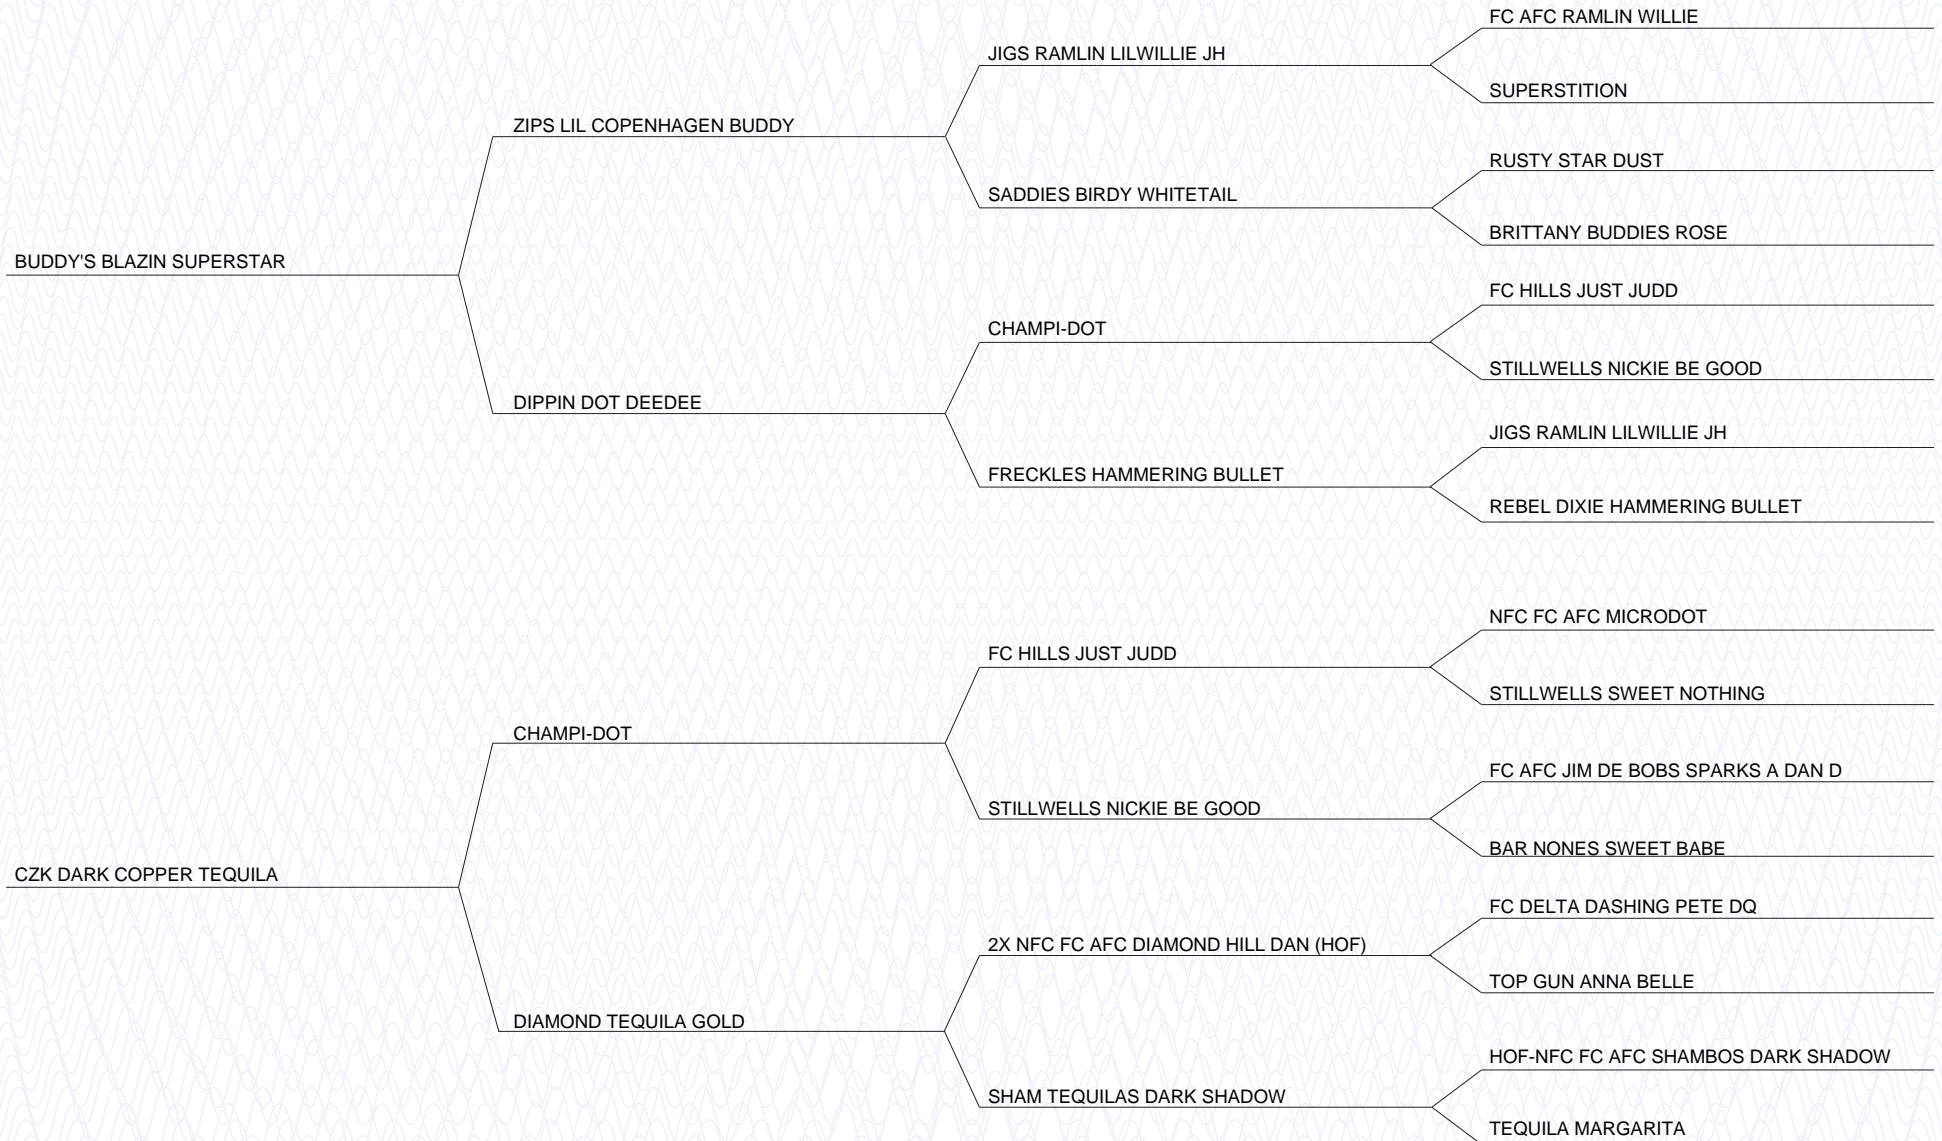 FC AFC RAMLIN WILLIE
JIGS RAMLIN LILWILLIE JH
SUPERSTITION
ZIPS LIL COPENHAGEN BUDDY
RUSTY STAR DUST
SADDIES BIRDY WHITETAIL
BRITTANY BUDDIES ROSE
BUDDY'S BLAZIN SUPERSTAR
FC HILLS JUST JUDD
CHAMPI-DOT
STILLWELLS NICKIE BE GOOD
DIPPIN DOT DEEDEE
JIGS RAMLIN LILWILLIE JH
FRECKLES HAMMERING BULLET
REBEL DIXIE HAMMERING BULLET
NFC FC AFC MICRODOT
FC HILLS JUST JUDD
STILLWELLS SWEET NOTHING
CHAMPI-DOT
FC AFC JIM DE BOBS SPARKS A DAN D
STILLWELLS NICKIE BE GOOD
BAR NONES SWEET BABE
CZK DARK COPPER TEQUILA
FC DELTA DASHING PETE DQ
2X NFC FC AFC DIAMOND HILL DAN (HOF)
TOP GUN ANNA BELLE
DIAMOND TEQUILA GOLD
HOF-NFC FC AFC SHAMBOS DARK SHADOW
SHAM TEQUILAS DARK SHADOW
TEQUILA MARGARITA